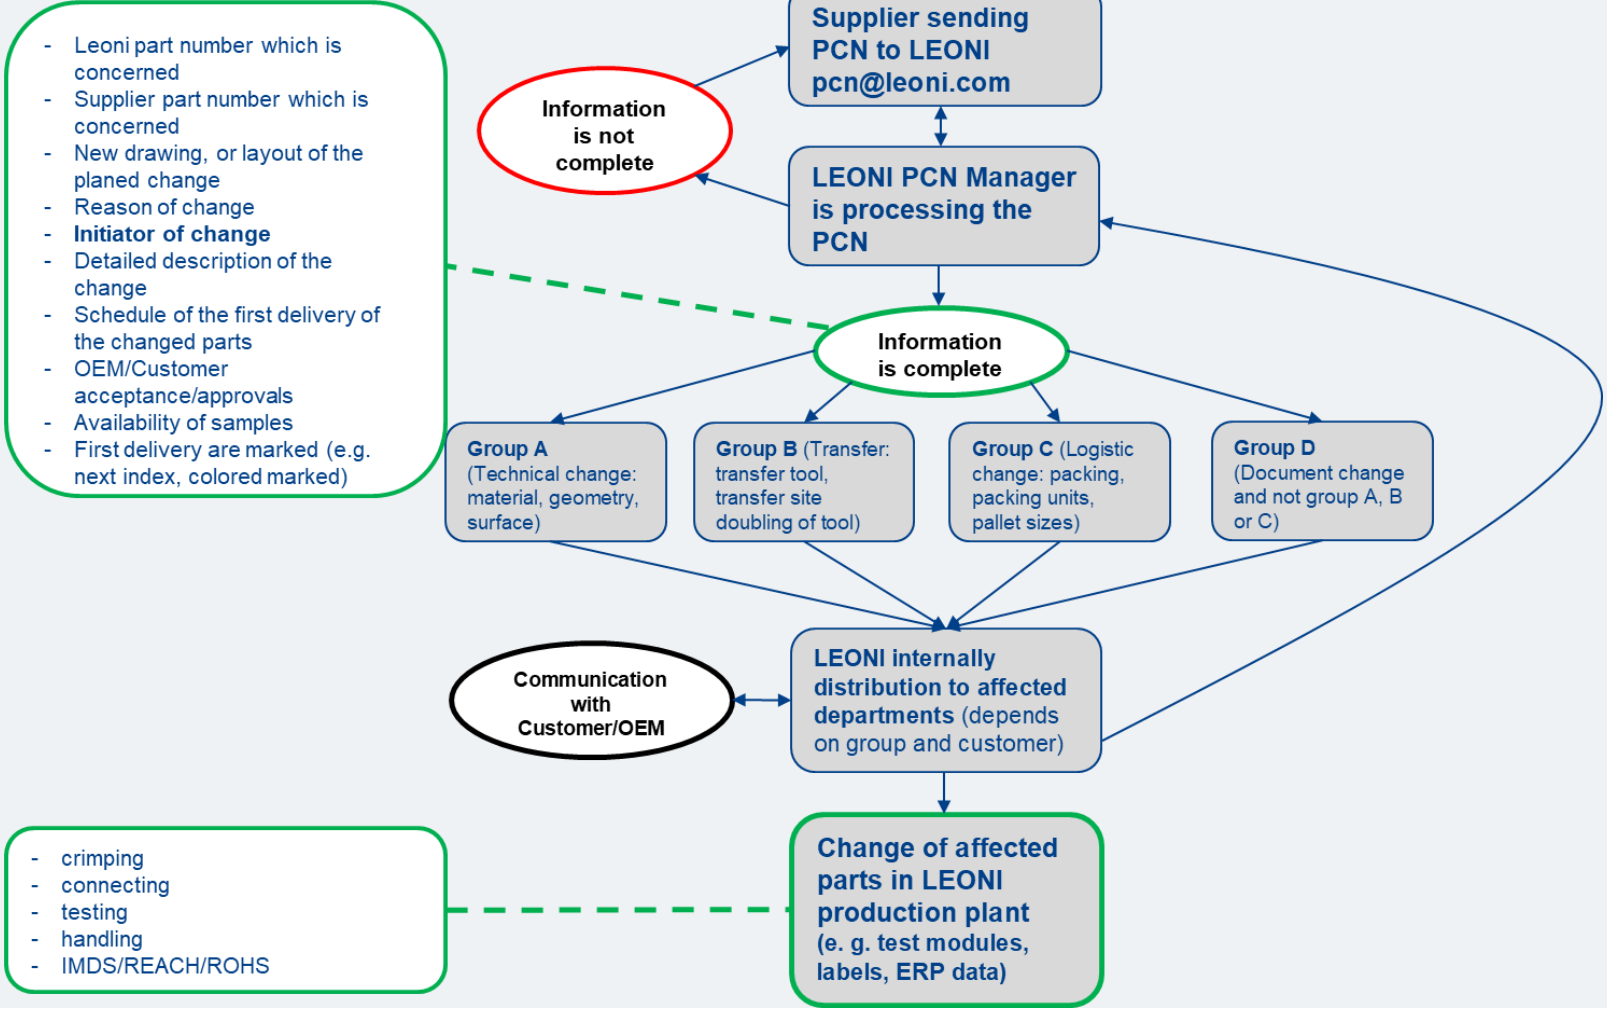 - Leoni part number which is
concerned
- Supplier part number which is
concerned
- New drawing, or layout of the
planed change
- Reason of change
- Initiator of change
- Detailed description of the
change
- Schedule of the first delivery of
the changed parts
- OEM/Customer
acceptance/approvals
- Availability of samples
- First delivery are marked (e.g.
next index, colored marked)
Supplier sending
PCN to LEONI
pcn@leoni.com
Information
is not
complete
LEONI PCN Manager
is processing the
PCN
Information
is complete
Group A
(Technical change:
material, geometry,
surface)
Group B (Transfer:
transfer tool,
transfer site
doubling of tool)
Group C (Logistic
change: packing,
packing units,
pallet sizes)
Group D
(Document change
and not group A, B
or C)
Communication
with
Customer/OEM
LEONI internally
distribution to affected
departments (depends
on group and customer)
- crimping
- connecting
- testing
- handling
- IMDS/REACH/ROHS
Change of affected
parts in LEONI
production plant
(e. g. test modules,
labels, ERP data)